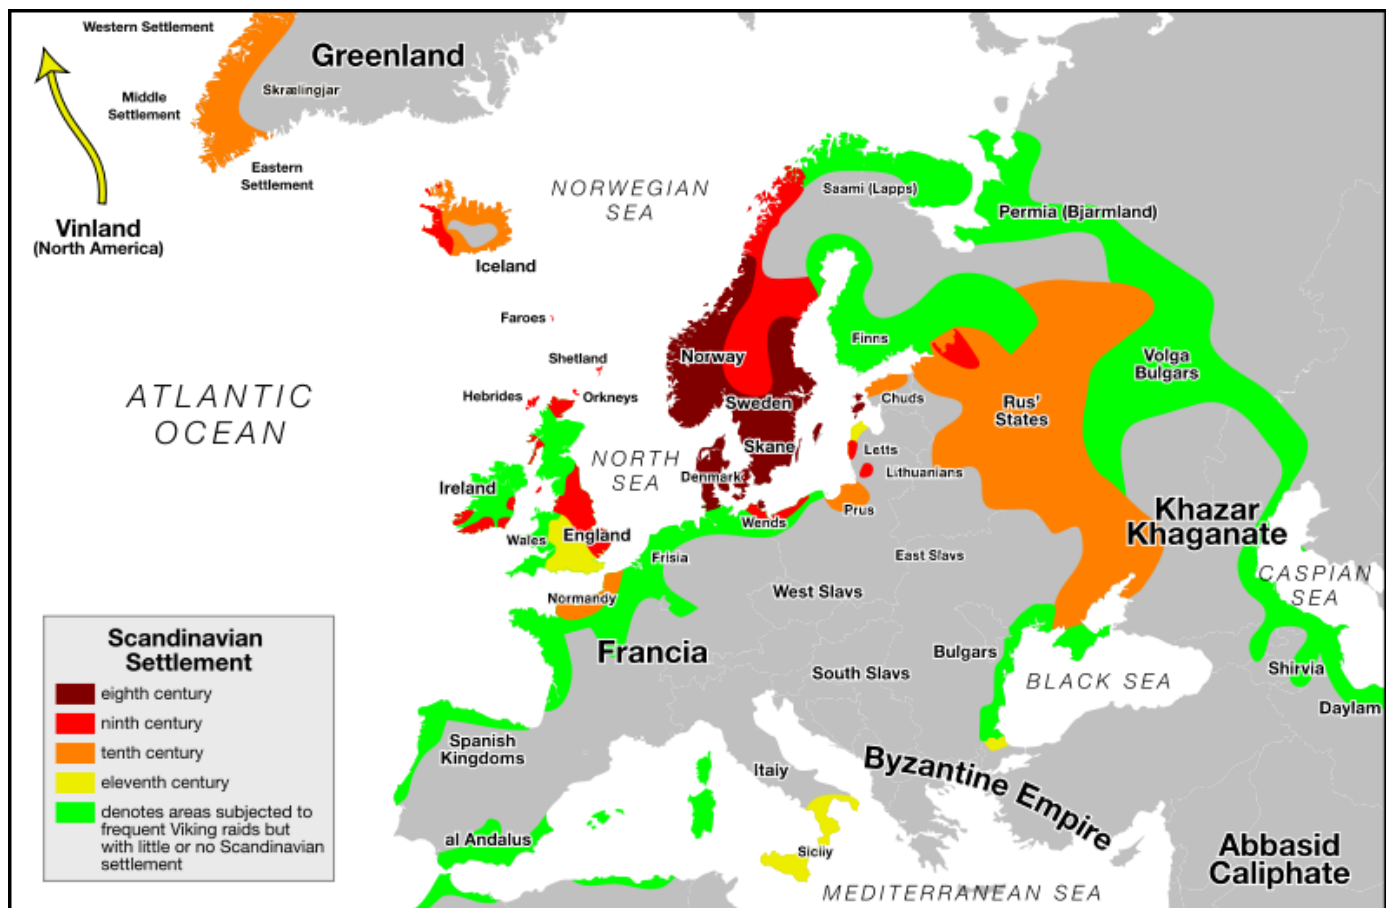 Western Settlement
Greenland
Skrælingjar
Middle
Settlement
Eastern
Settlement
Vinland
(North America)
NORWEGIAN
SEA
Saami (Lapps)
Permia (Bjarmland)
Iceland
Faroes
Shetland
Hebrides
Orkneys
ATLANTIC
OCEAN
Norway
Sweden
Skane
Denmark
Finns
Volga
Bulgars
Rus'
States
Chuds
Letts
Lithuanians
NORTH
SEA
Ireland
Wales
England
Wends
Prus
Frisia
East Slavs
West Slavs
Khazar
Khaganate
CASPIAN
SEA
Normandy
Francia
Bulgars
South Slavs
BLACK SEA
Shirvia
Daylam
Scandinavian
Settlement
eighth century
ninth century
tenth century
eleventh century
denotes areas subjected to
frequent Viking raids but
with little or no Scandinavian
settlement
Spanish
Kingdoms
Italy
Byzantine Empire
al Andalus
Sicily
Abbasid
Caliphate
MEDITERRANEAN SEA